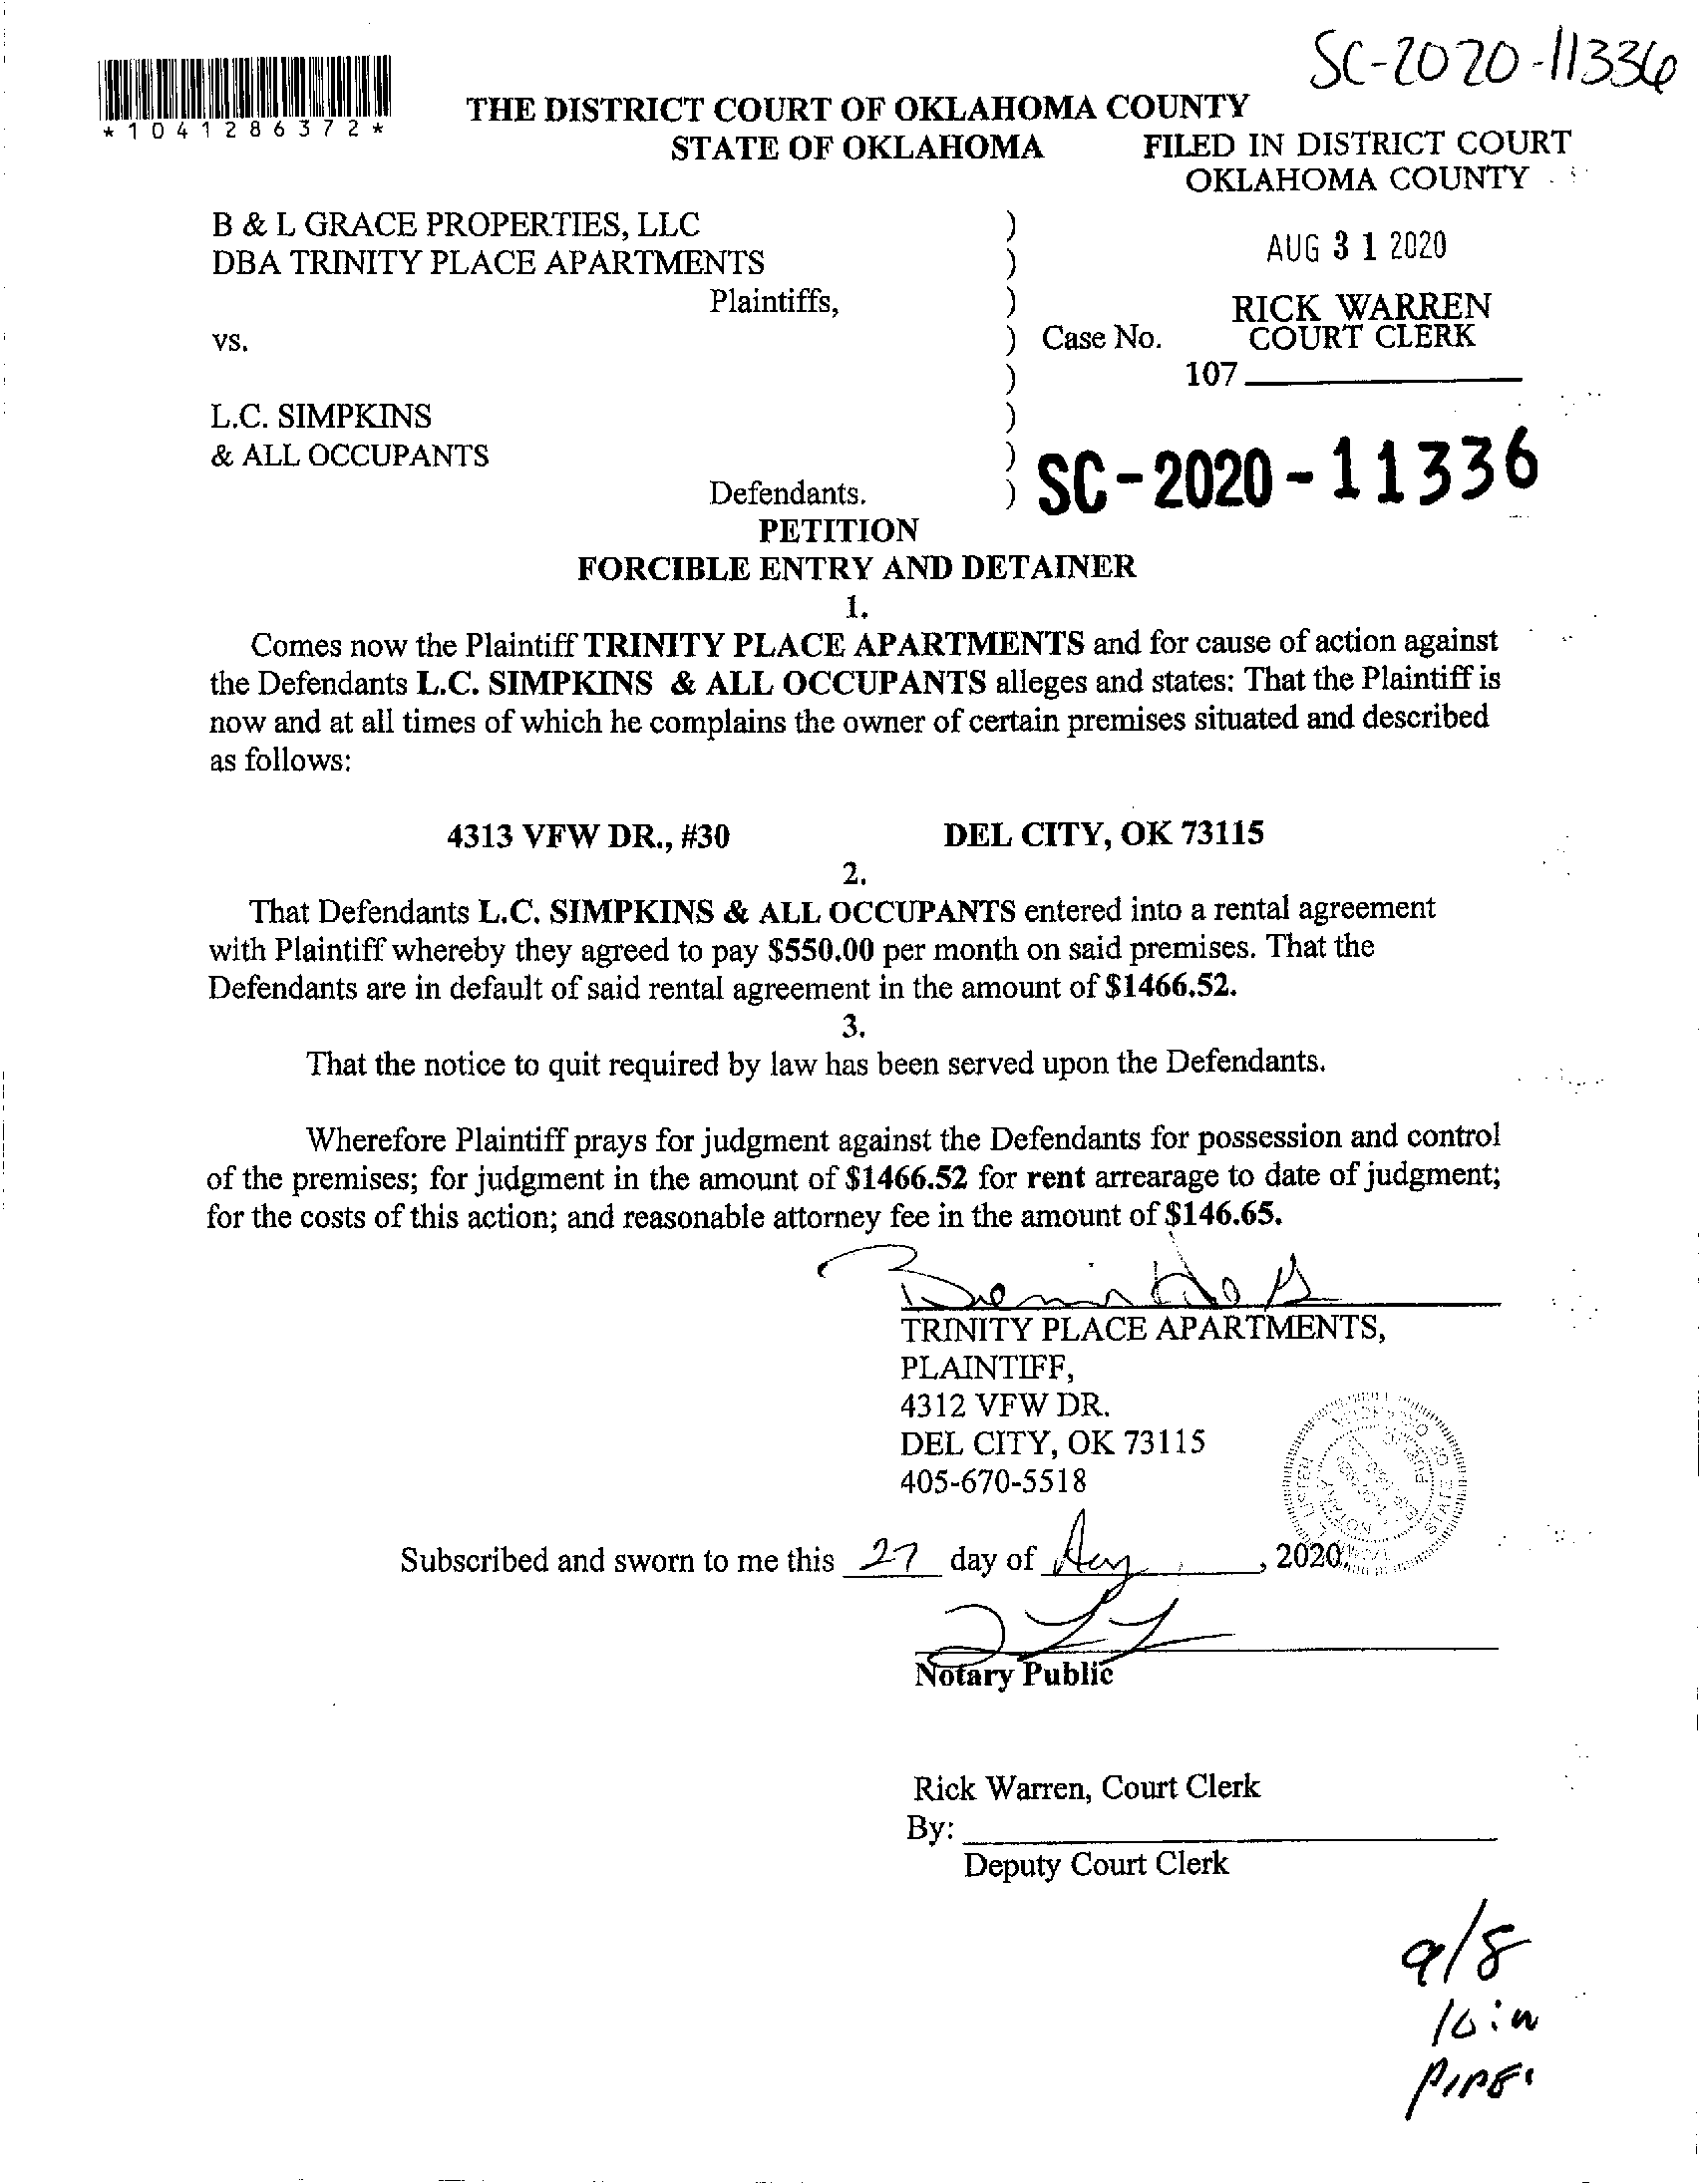 SC-2020-11336
*1041286372*
THE DISTRICT COURT OF OKLAHOMA COUNTY
STATE OF OKLAHOMA
FILED IN DISTRICT COURT
OKLAHOMA COUNTY
B & L GRACE PROPERTIES, LLC )
DBA TRINITY PLACE APARTMENTS )
AUG 31 2020
Plaintiffs, )
RICK WARREN
vs. ) Case No.
COURT CLERK
)
107
L.C. SIMPKINS )
& ALL OCCUPANTS )
SC-2020-11336
Defendants. )
PETITION
FORCIBLE ENTRY AND DETAINER
1.
Comes now the Plaintiff TRINITY PLACE APARTMENTS and for cause of action against
the Defendants L.C. SIMPKINS & ALL OCCUPANTS alleges and states: That the Plaintiff is
now and at all times of which he complains the owner of certain premises situated and described
as follows:
4313 VFW DR., #30 DEL CITY, OK 73115
2.
That Defendants L.C. SIMPKINS & ALL OCCUPANTS entered into a rental agreement
with Plaintiff whereby they agreed to pay $550.00 per month on said premises. That the
Defendants are in default of said rental agreement in the amount of $1466.52.
3.
That the notice to quit required by law has been served upon the Defendants.
Wherefore Plaintiff prays for judgment against the Defendants for possession and control
of the premises; for judgment in the amount of $1466.52 for rent arrearage to date of judgment;
for the costs of this action; and reasonable attorney fee in the amount of $146.65.
TRINITY PLACE APARTMENTS,
PLAINTIFF,
4312 VFW DR.
DEL CITY, OK 73115
405-670-5518
Subscribed and sworn to me this 27 day of Aug, 2020.
Notary Public
Rick Warren, Court Clerk
By:
Deputy Court Clerk
9/8